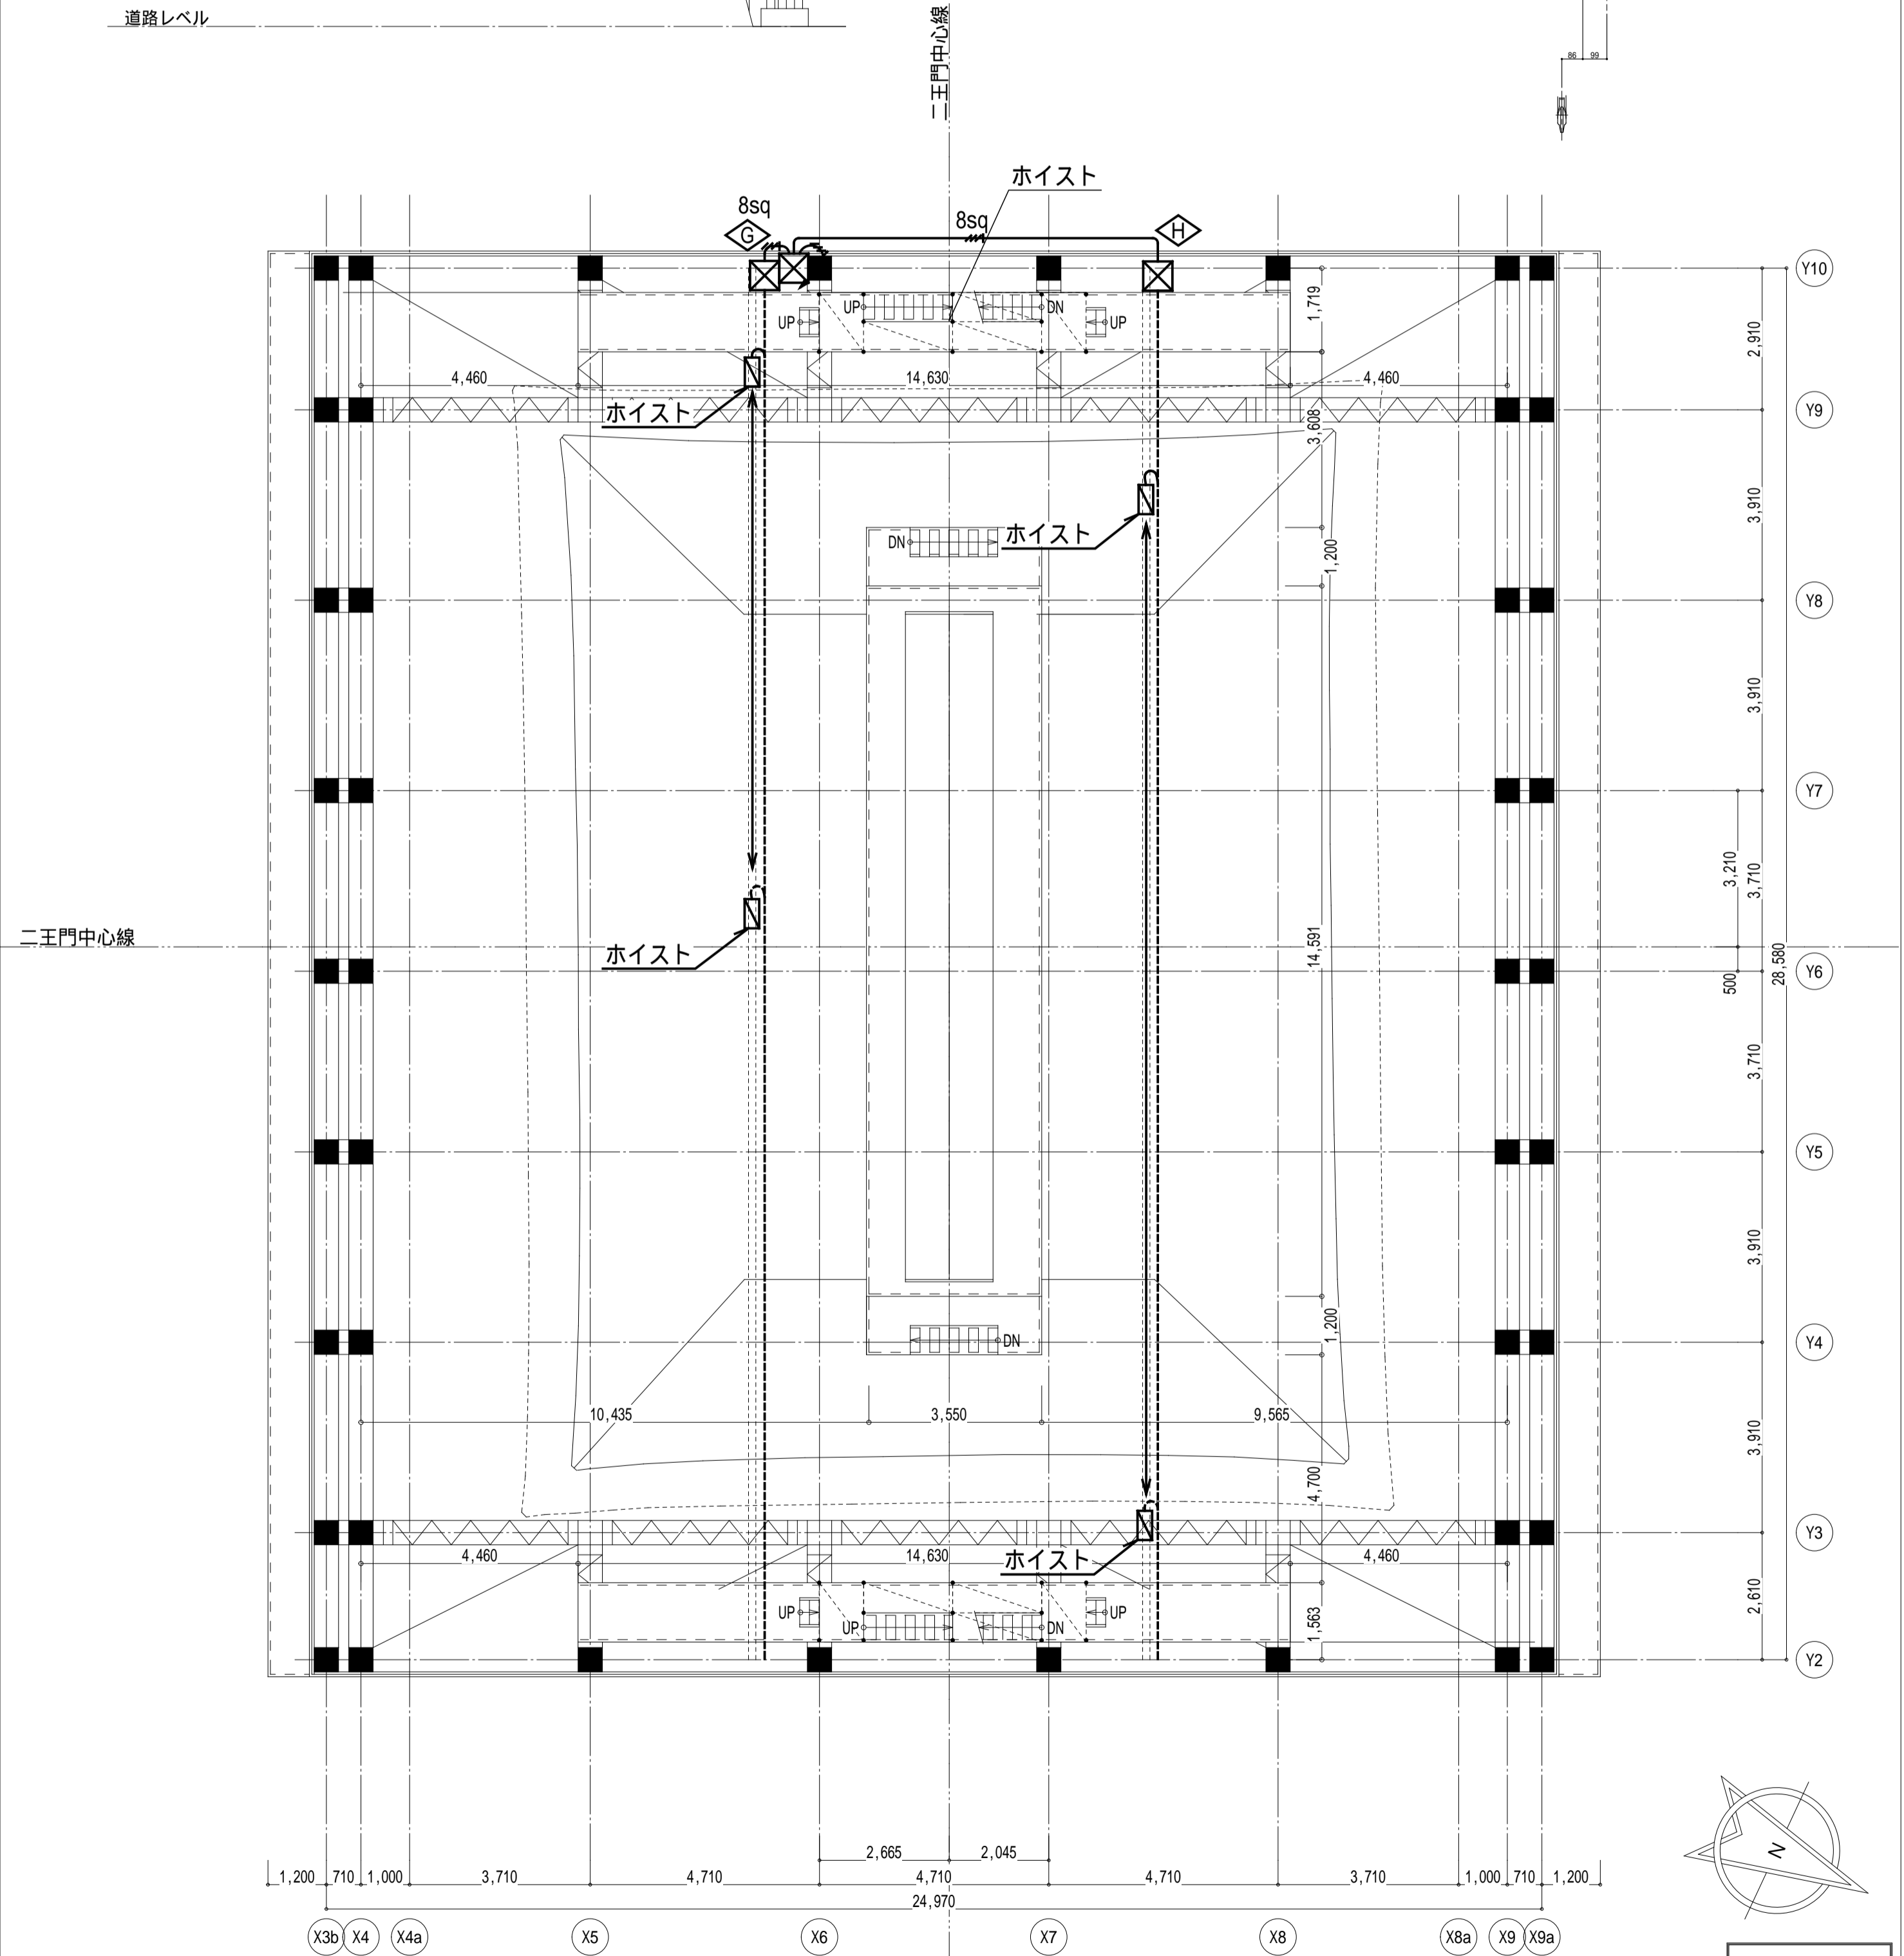 道路レベル
二王門中心線
86
99
ホイスト
8sq
8sq
G
H
Y10
UP
UP
DN
UP
1,719
2,910
4,460
14,630
4,460
ホイスト
Y9
3,608
ホイスト
DN
1,200
3,910
Y8
3,910
Y7
3,210
3,710
二王門中心線
ホイスト
14,591
28,580
500
Y6
3,710
Y5
3,910
1,200
DN
Y4
10,435
3,550
9,565
3,910
4,700
Y3
4,460
14,630
4,460
ホイスト
UP
UP
DN
UP
1,563
2,610
Y2
N
2,665
2,045
1,200
710
1,000
3,710
4,710
4,710
4,710
3,710
1,000
710
1,200
24,970
X3b
X4
X4a
X5
X6
X7
X8
X8a
X9
X9a